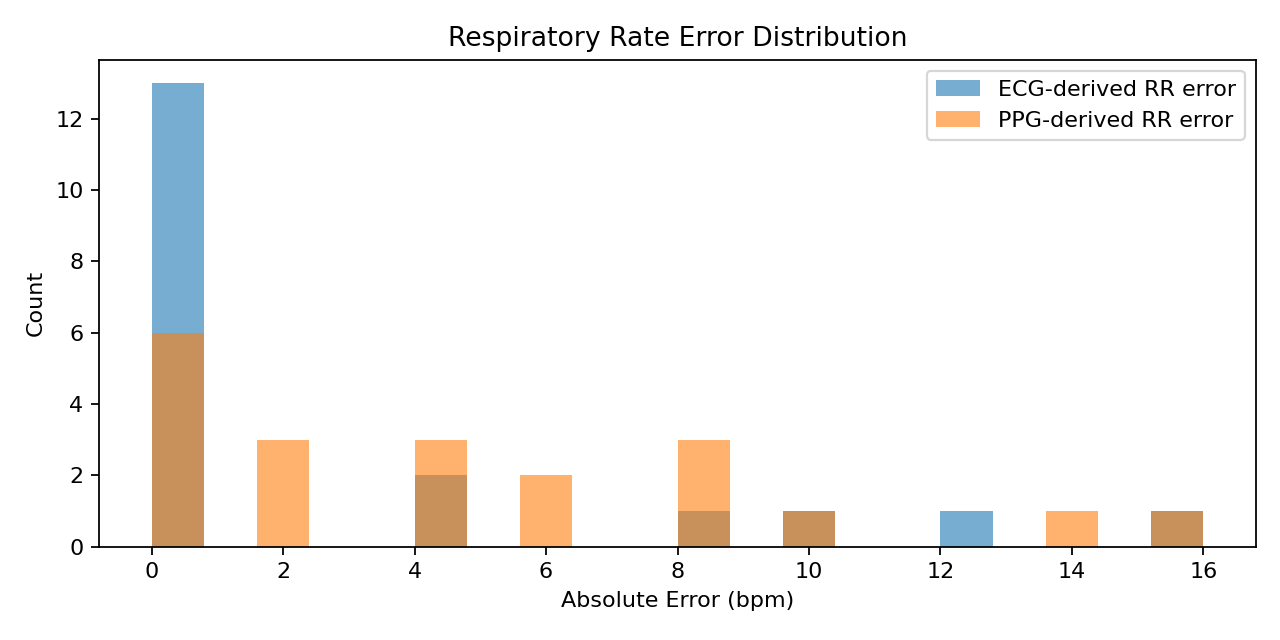 Respiratory Rate Error Distribution
ECG-derived RR error
PPG-derived RR error
Count
12
10
8
6
4
2
0
0 2 4 6 8 10 12 14 16
Absolute Error (bpm)